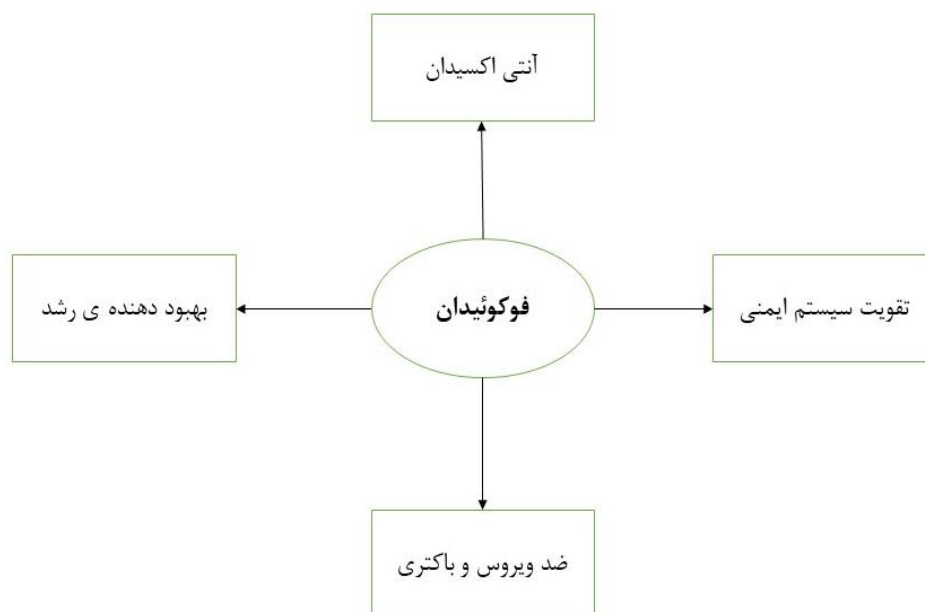 آنتی اکسیدان
تقویت سیستم ایمنی
فوکوئیدان
بهبود دهنده ی رشد
ضد ویروس و باکتری